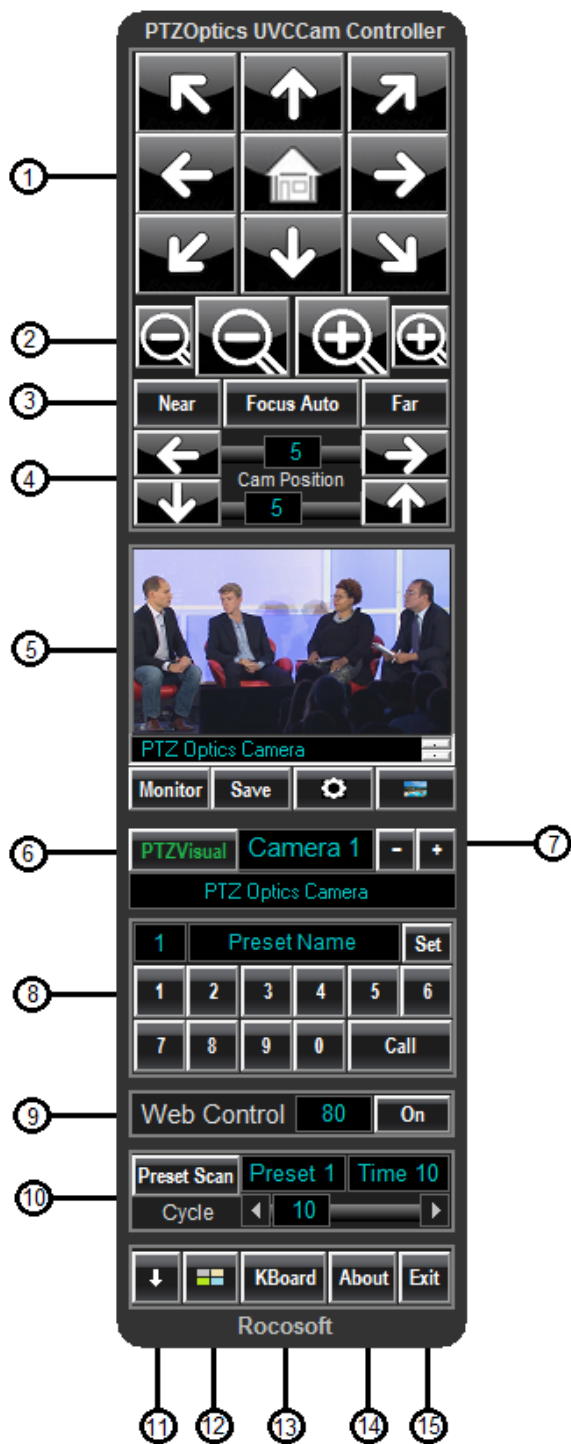 PTZOptics UVCCam Controller
1
2
3
Near Focus Auto Far
5
4
Cam Position
5
5
PTZ Optics Camera
Monitor Save
6
PTZVisual Camera 1 - +
7
PTZ Optics Camera
1 Preset Name Set
8
1 2 3 4 5 6
7 8 9 0 Call
9
Web Control 80 On
Preset Scan Preset 1 Time 10
10
Cycle 10
KBoard About Exit
Rocosoft
11 12 13 14 15